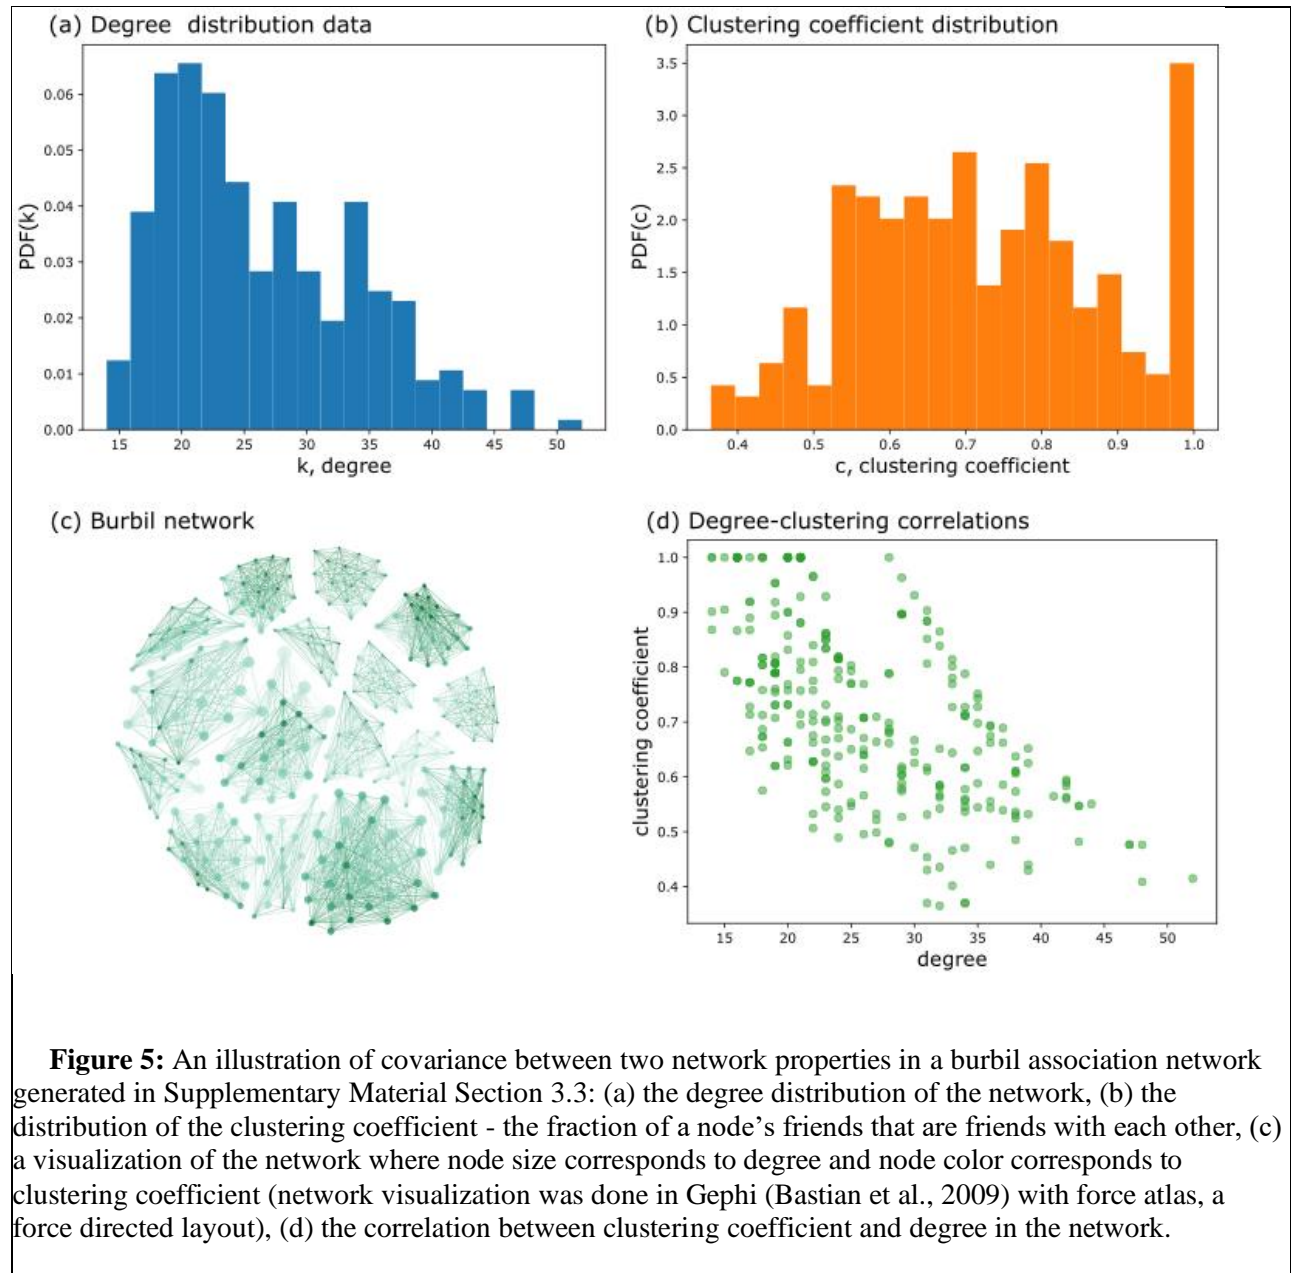 (a) Degree distribution data
0.06
0.05
0.04
0.03
0.02
0.01
0.00
PDF(k)
15 20 25 30 35 40 45 50
k, degree
(b) Clustering coefficient distribution
3.5
3.0
2.5
2.0
1.5
1.0
0.5
0.0
PDF(c)
0.4 0.5 0.6 0.7 0.8 0.9 1.0
c, clustering coefficient
(c) Burbil network
(d) Degree-clustering correlations
1.0
0.9
0.8
0.7
0.6
0.5
0.4
clustering coefficient
15 20 25 30 35 40 45 50
degree
Figure 5: An illustration of covariance between two network properties in a burbil association network
generated in Supplementary Material Section 3.3: (a) the degree distribution of the network, (b) the
distribution of the clustering coefficient - the fraction of a node's friends that are friends with each other, (c)
a visualization of the network where node size corresponds to degree and node color corresponds to
clustering coefficient (network visualization was done in Gephi (Bastian et al., 2009) with force atlas, a
force directed layout), (d) the correlation between clustering coefficient and degree in the network.